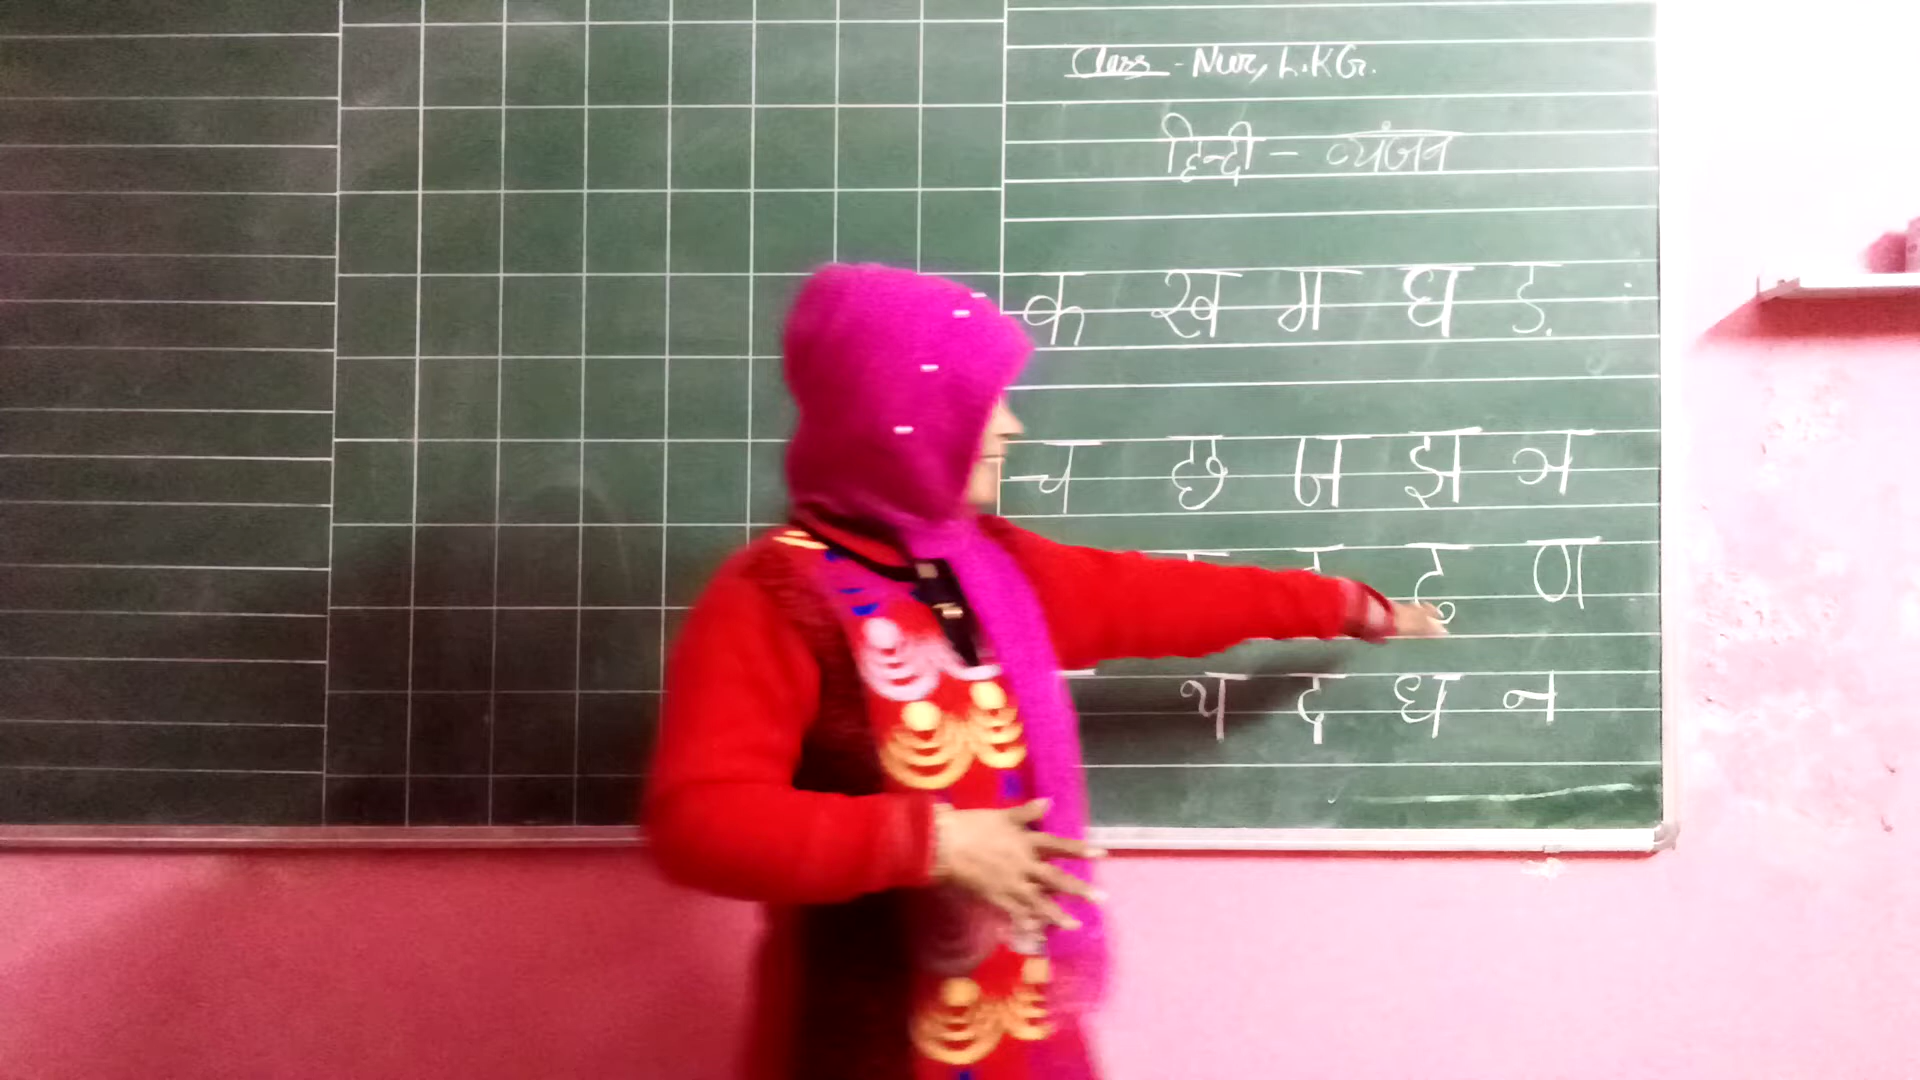 Class - Nur, L.KG.
हिन्दी - व्यंजन
क ख ग घ ङ
च छ ज झ ञ
ढ ण
थ द ध न